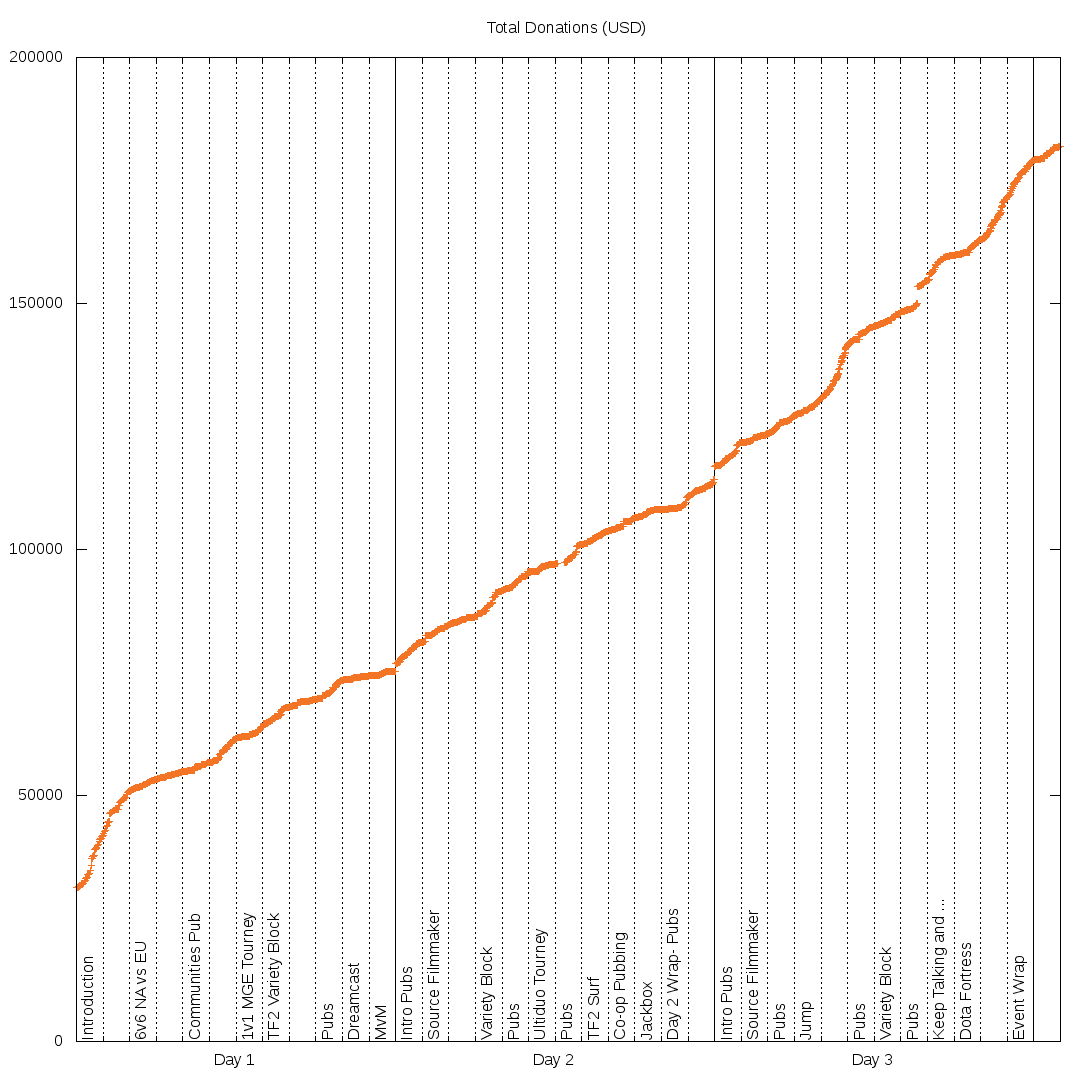 Total Donations (USD)
200000
150000
100000
50000
0
Introduction
6v6 NA vs EU
Communities Pub
1v1 MGE Tourney
TF2 Variety Block
Pubs
Dreamcast
MvM
Intro Pubs
Source Filmmaker
Variety Block
Pubs
Ultiduo Tourney
Pubs
TF2 Surf
Co-op Pubbing
Jackbox
Day 2 Wrap- Pubs
Intro Pubs
Source Filmmaker
Pubs
Jump
Pubs
Variety Block
Pubs
Keep Talking and ...
Dota Fortress
Event Wrap
Day 1
Day 2
Day 3